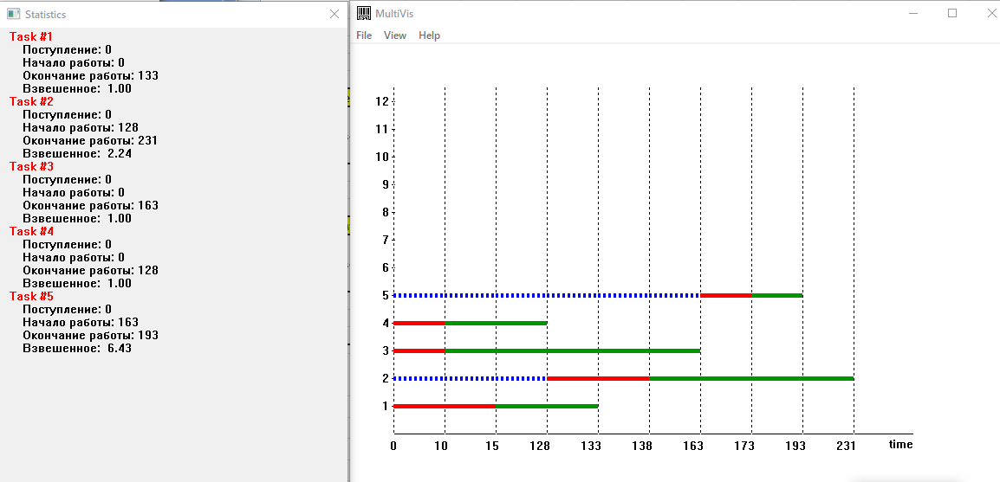 Statistics
Task #1
Поступление: 0
Начало работы: 0
Окончание работы: 133
Взвешенное: 1.00
Task #2
Поступление: 0
Начало работы: 128
Окончание работы: 231
Взвешенное: 2.24
Task #3
Поступление: 0
Начало работы: 0
Окончание работы: 163
Взвешенное: 1.00
Task #4
Поступление: 0
Начало работы: 0
Окончание работы: 128
Взвешенное: 1.00
Task #5
Поступление: 0
Начало работы: 163
Окончание работы: 193
Взвешенное: 6.43
MultiVis
File View Help
12
11
10
9
8
7
6
5
4
3
2
1
0 10 15 128 133 138 163 173 193 231 time